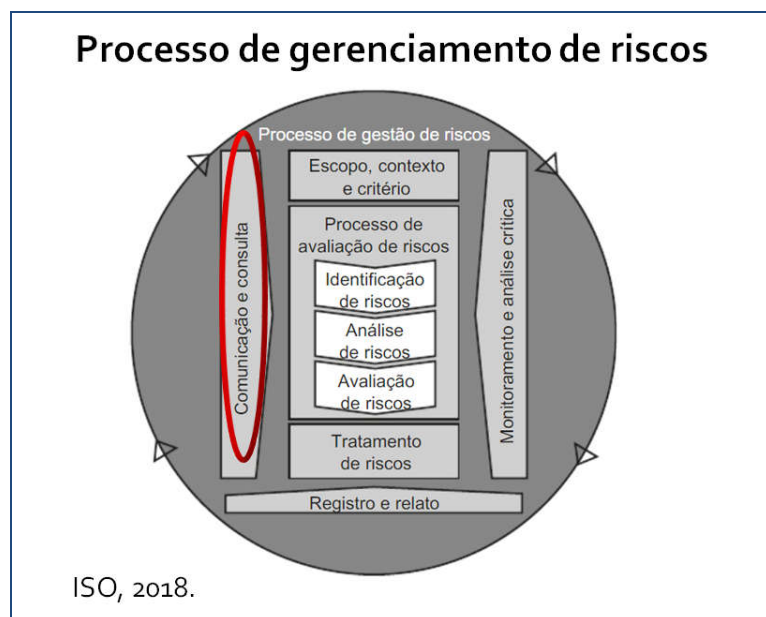 Processo de gerenciamento de riscos
Processo de gestão de riscos
Comunicação e consulta
Escopo, contexto
e critério
Processo de
avaliação de riscos
Identificação
de riscos
Análise
de riscos
Avaliação
de riscos
Tratamento
de riscos
Monitoramento e análise crítica
Registro e relato
ISO, 2018.